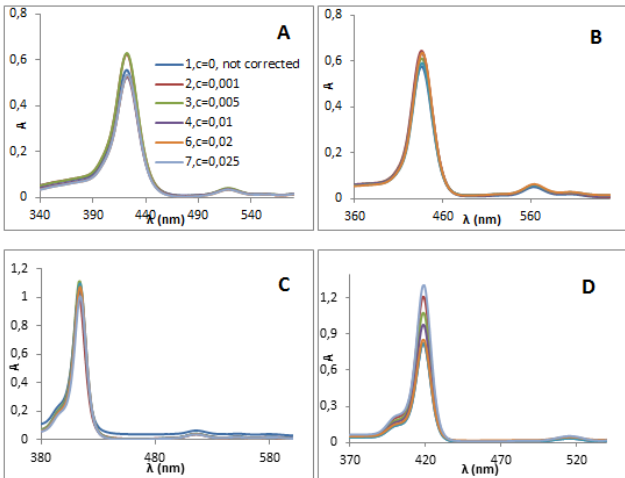 A
0,8
0,6
0,4
0,2
0
A
340 390 440 490 540
λ (nm)
1,c=0, not corrected
2,c=0,001
3,c=0,005
4,c=0,01
6,c=0,02
7,c=0,025
B
0,8
0,6
0,4
0,2
0
A
360 460 560
λ (nm)
C
1,2
1
0,8
0,6
0,4
0,2
0
A
380 480 580
λ (nm)
D
1,2
0,9
0,6
0,3
0
A
370 420 470 520
λ (nm)